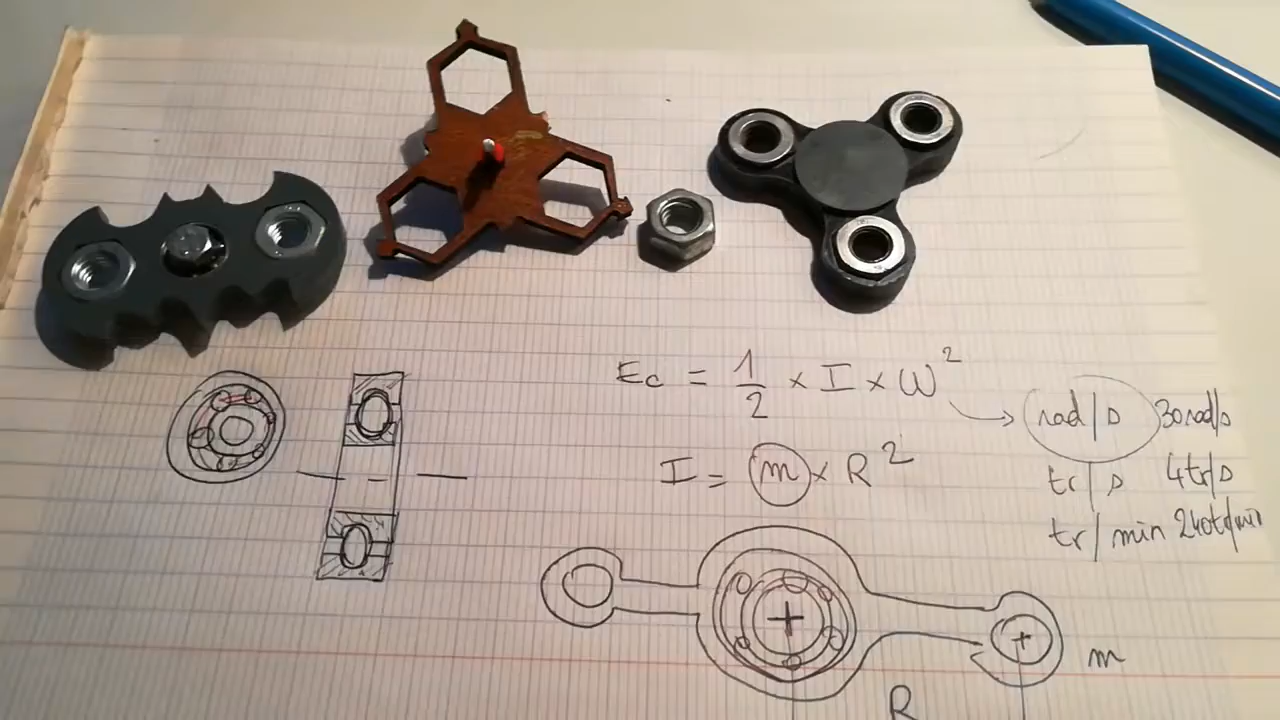 Ec = 1/2 × I × ω²
rad/s 30rad/s
I = m × R²
tr/s 4tr/s
tr/min 240tr/min
m
R